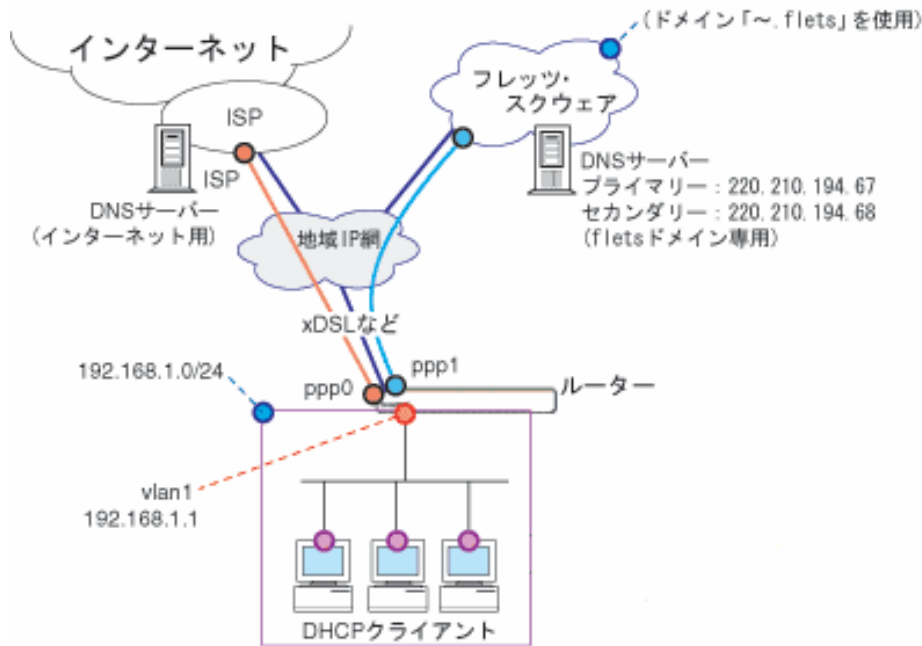 インターネット
(ドメイン「～.flets」を使用)
フレッツ・
スクウェア
ISP
ISP
DNSサーバー
(インターネット用)
DNSサーバー
プライマリー：220.210.194.67
セカンダリー：220.210.194.68
(fletsドメイン専用)
地域IP網
xDSLなど
192.168.1.0/24
ppp0
ppp1
ルーター
vlan1
192.168.1.1
DHCPクライアント